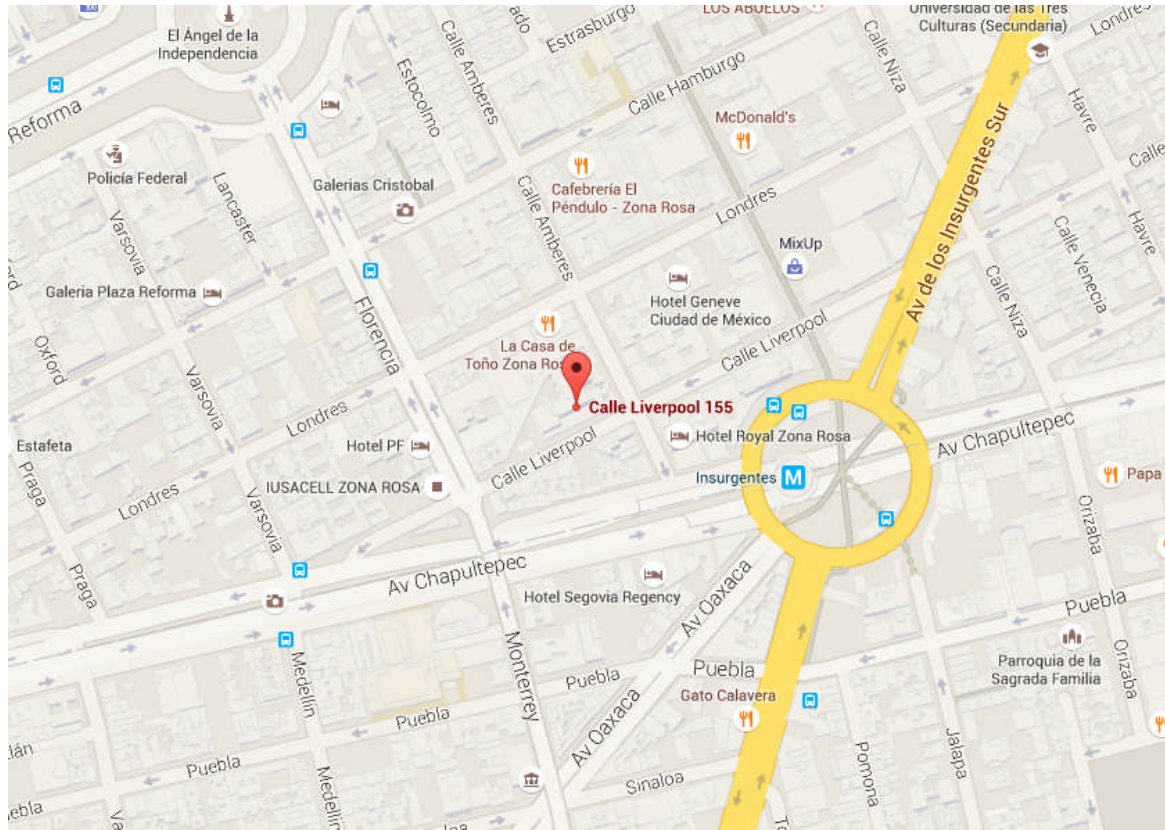 LOS ABUELOS
Universidad de las Tres
Culturas (Secundaria)
Londres
El Ángel de la
Independencia
Estrasburgo
Calle Amberes
Calle Niza
Estocolmo
Calle Hamburgo
Reforma
McDonald's
Havre
Calle
Policía Federal
Lancaster
Galerias Cristobal
Cafebrería El
Péndulo - Zona Rosa
Londres
Av de los Insurgentes Sur
Varsovia
Calle Amberes
Havre
MixUp
Calle Venecia
Galeria Plaza Reforma
Hotel Geneve
Ciudad de México
Calle Niza
Florencia
Oxford
La Casa de
Toño Zona Ros
Calle Liverpool
Varsovia
Calle Liverpool 155
Londres
Estafeta
Hotel PF
Hotel Royal Zona Rosa
Av Chapultepec
Calle Liverpool
Praga
IUSACELL ZONA ROSA
Insurgentes
M
Papa
Londres
Varsovia
Orizaba
Praga
Av Chapultepec
Hotel Segovia Regency
Av Oaxaca
Puebla
Monterrey
Parroquia de la
Sagrada Familia
Orizaba
Medellín
Puebla
Puebla
Gato Calavera
Puebla
Av Oaxaca
Jalapa
Pomona
Puebla
Medellín
Sinaloa